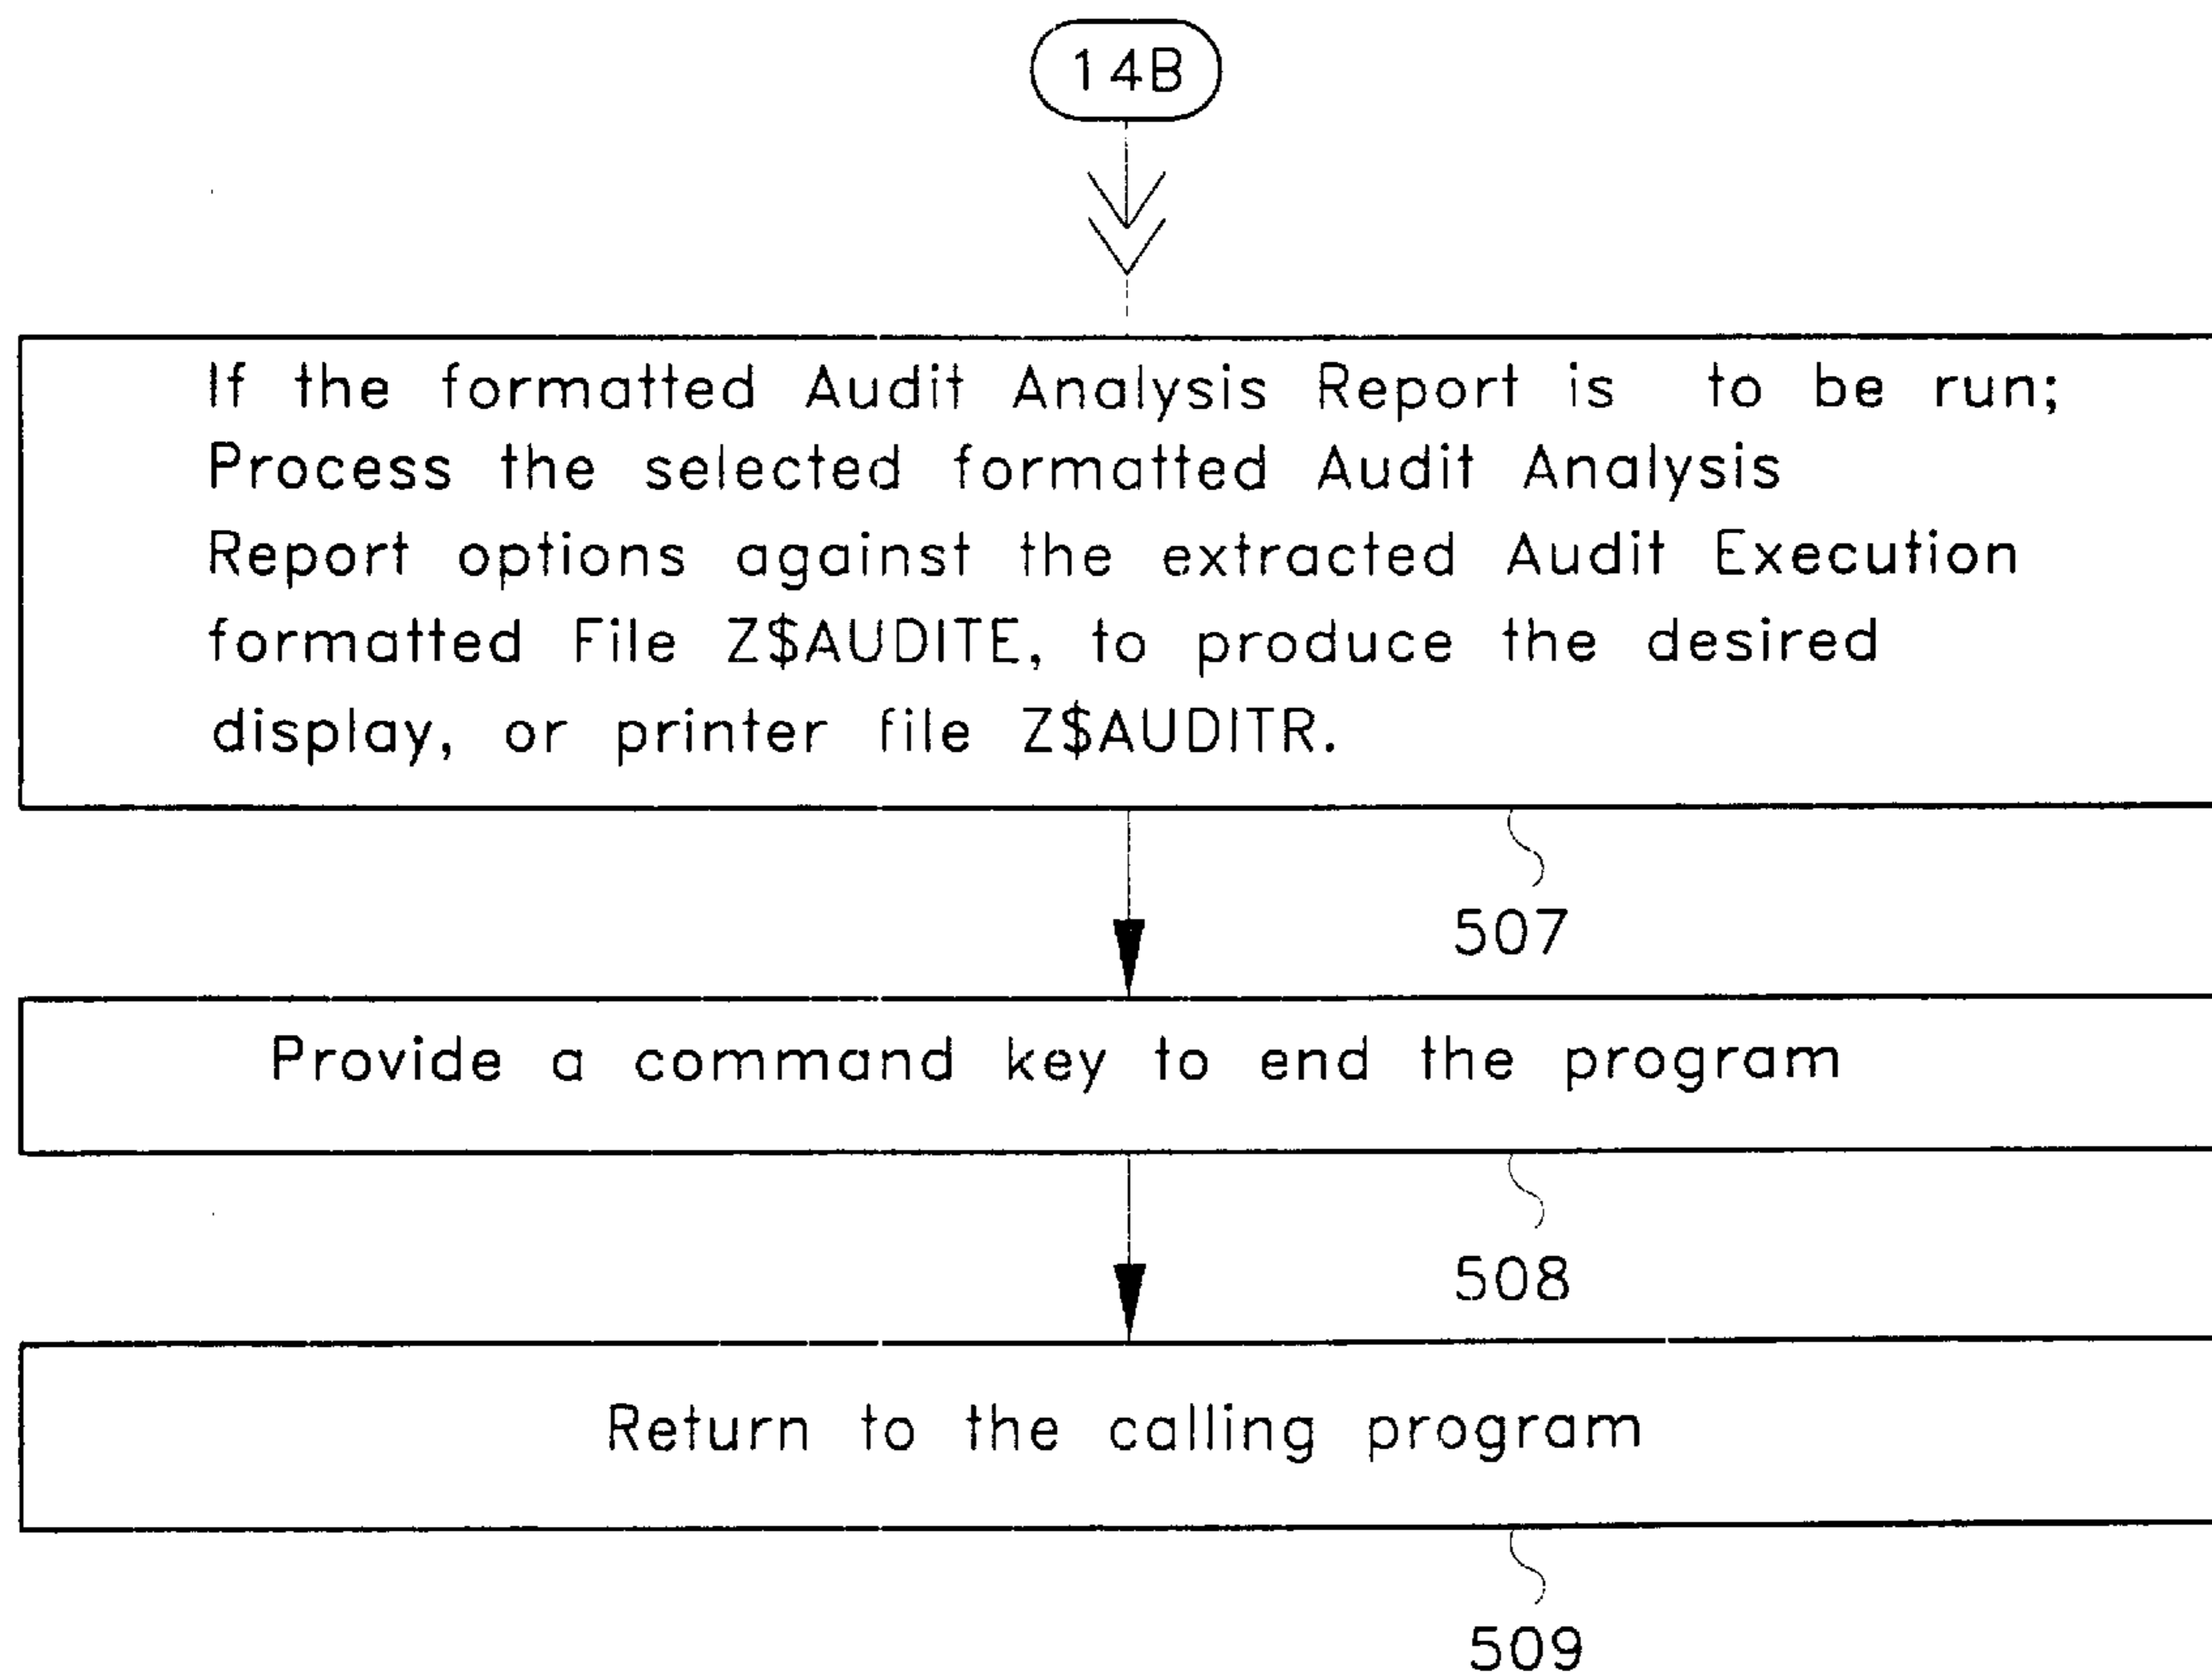 14B
If the formatted Audit Analysis Report is to be run;
Process the selected formatted Audit Analysis
Report options against the extracted Audit Execution
formatted File Z$AUDITE, to produce the desired
display, or printer file Z$AUDITR.
507
Provide a command key to end the program
508
Return to the calling program
509